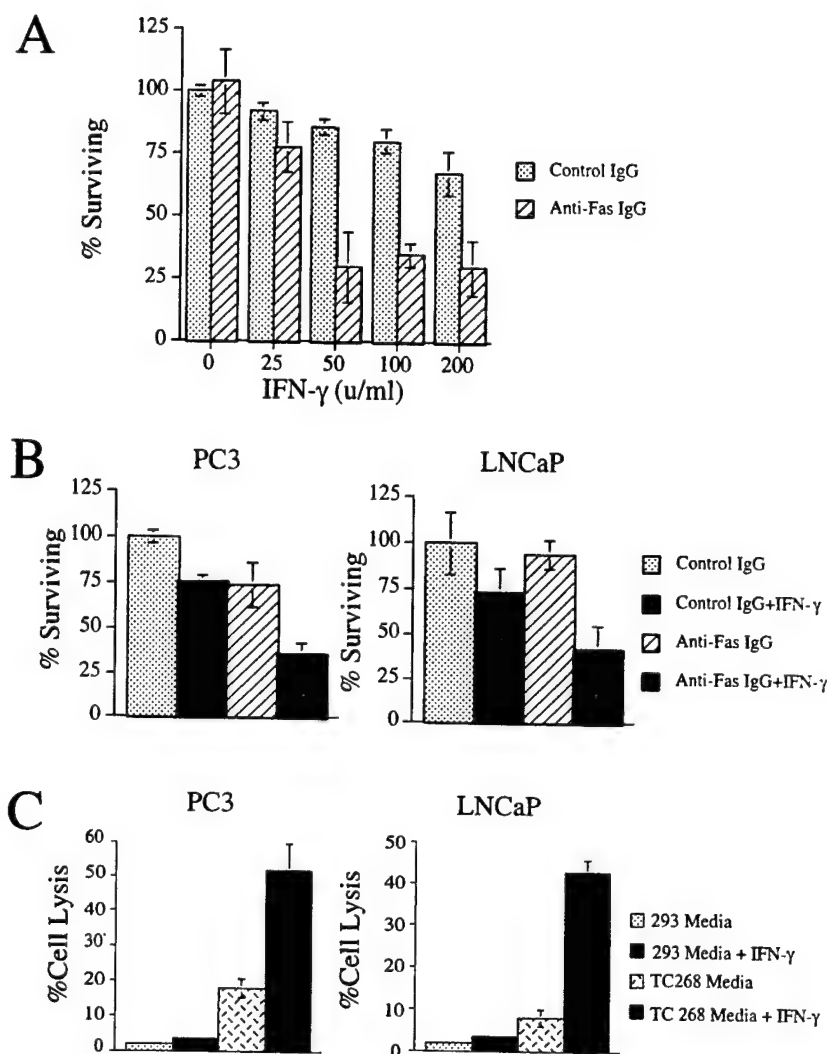 A
125
100
75
50
25
0
% Surviving
0 25 50 100 200
IFN-γ (u/ml)
Control IgG
Anti-Fas IgG
B
PC3
125
100
75
50
25
0
% Surviving
LNCaP
125
100
75
50
25
0
% Surviving
Control IgG
Control IgG+IFN-γ
Anti-Fas IgG
Anti-Fas IgG+IFN-γ
C
PC3
60
50
40
30
20
10
0
%Cell Lysis
LNCaP
50
40
30
20
10
0
%Cell Lysis
293 Media
293 Media + IFN-γ
TC268 Media
TC 268 Media + IFN-γ